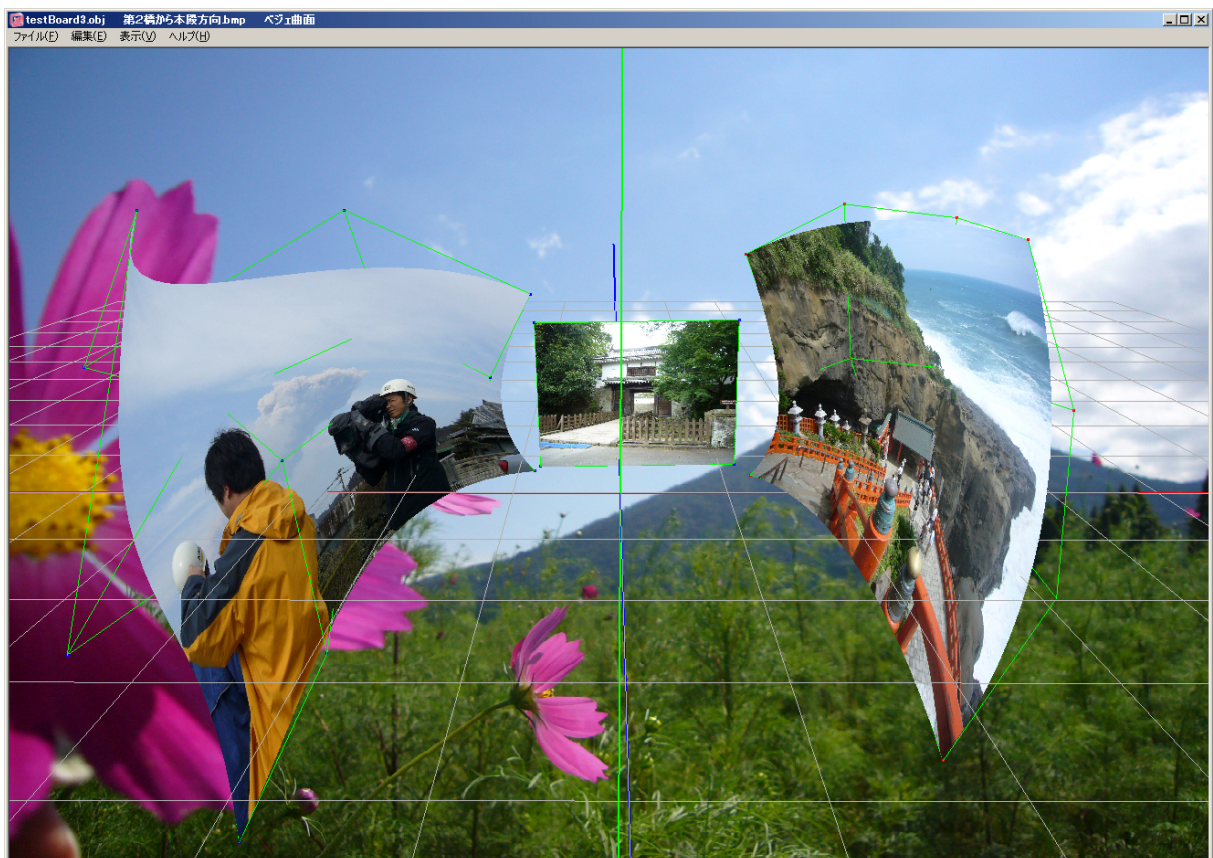 testBoard3.obj 第2橋から本殿方向.bmp ベジェ曲面
ファイル(F) 編集(E) 表示(V) ヘルプ(H)